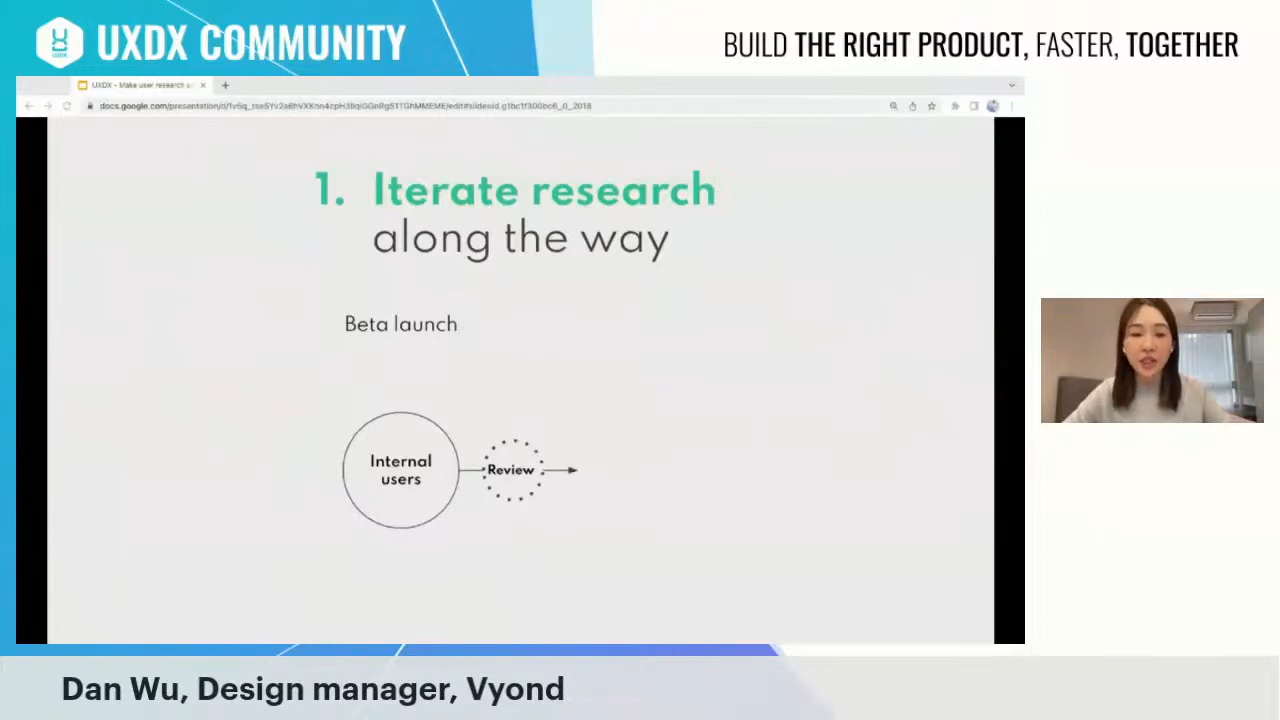 UXDX COMMUNITY
BUILD THE RIGHT PRODUCT, FASTER, TOGETHER
1. Iterate research
along the way
Beta launch
Internal
users
Review
Dan Wu, Design manager, Vyond